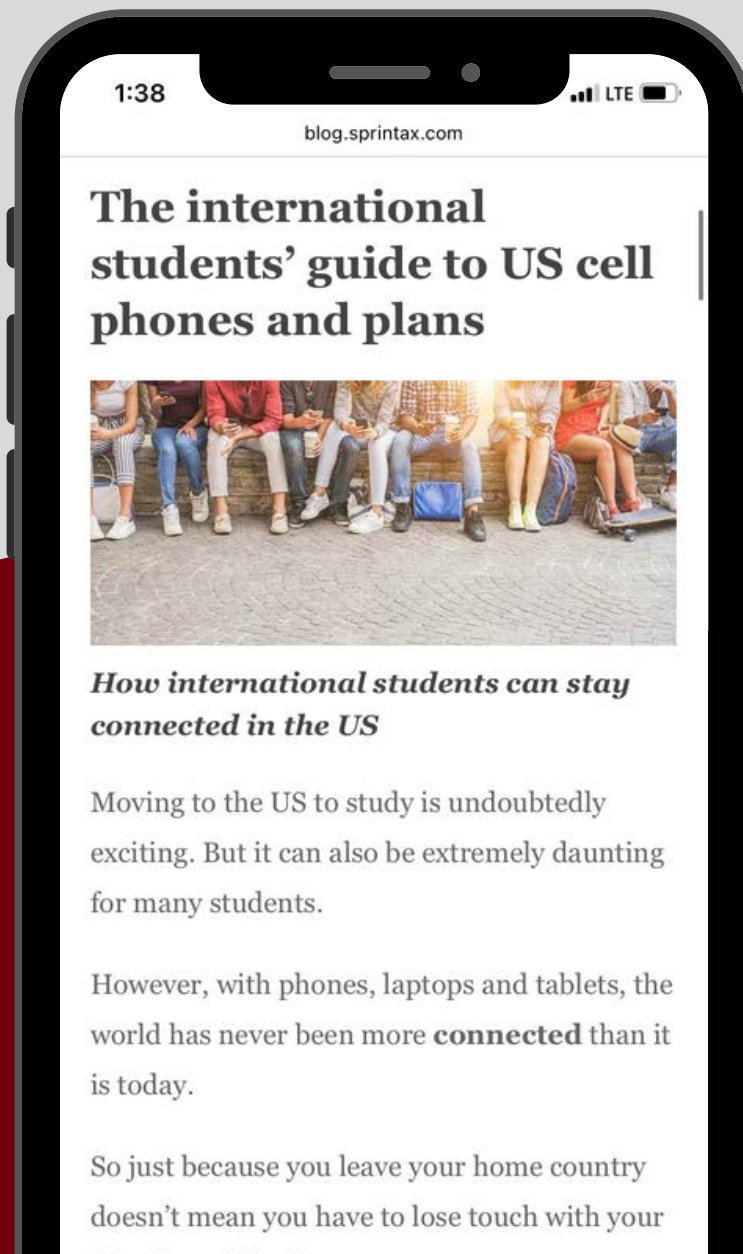 1:38
LTE
blog.sprintax.com
The international
students’ guide to US cell
phones and plans
How international students can stay
connected in the US
Moving to the US to study is undoubtedly
exciting. But it can also be extremely daunting
for many students.
However, with phones, laptops and tablets, the
world has never been more connected than it
is today.
So just because you leave your home country
doesn’t mean you have to lose touch with your